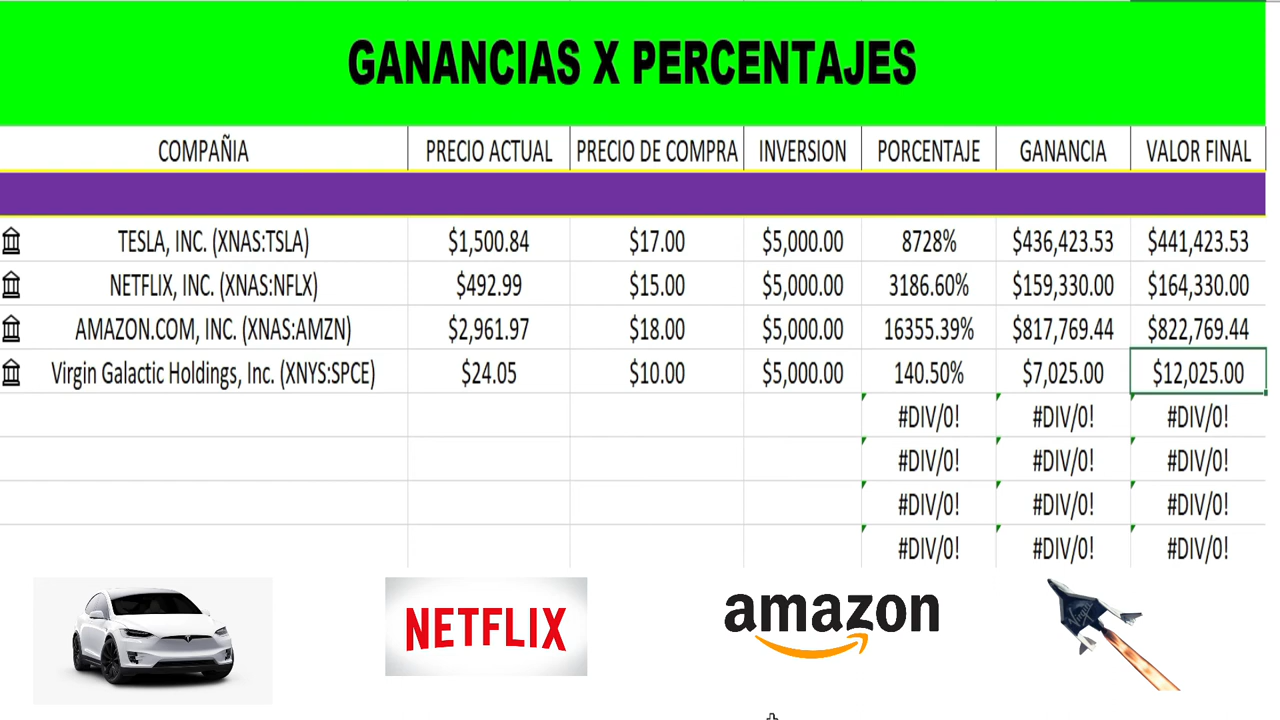 GANANCIAS X PERCENTAJES
COMPAÑIA PRECIO ACTUAL PRECIO DE COMPRA INVERSION PORCENTAJE GANANCIA VALOR FINAL
TESLA, INC. (XNAS:TSLA) $1,500.84 $17.00 $5,000.00 8728% $436,423.53 $441,423.53
NETFLIX, INC. (XNAS:NFLX) $492.99 $15.00 $5,000.00 3186.60% $159,330.00 $164,330.00
AMAZON.COM, INC. (XNAS:AMZN) $2,961.97 $18.00 $5,000.00 16355.39% $817,769.44 $822,769.44
Virgin Galactic Holdings, Inc. (XNYS:SPCE) $24.05 $10.00 $5,000.00 140.50% $7,025.00 $12,025.00
#DIV/0! #DIV/0! #DIV/0!
#DIV/0! #DIV/0! #DIV/0!
#DIV/0! #DIV/0! #DIV/0!
#DIV/0! #DIV/0! #DIV/0!
NETFLIX amazon Virgin